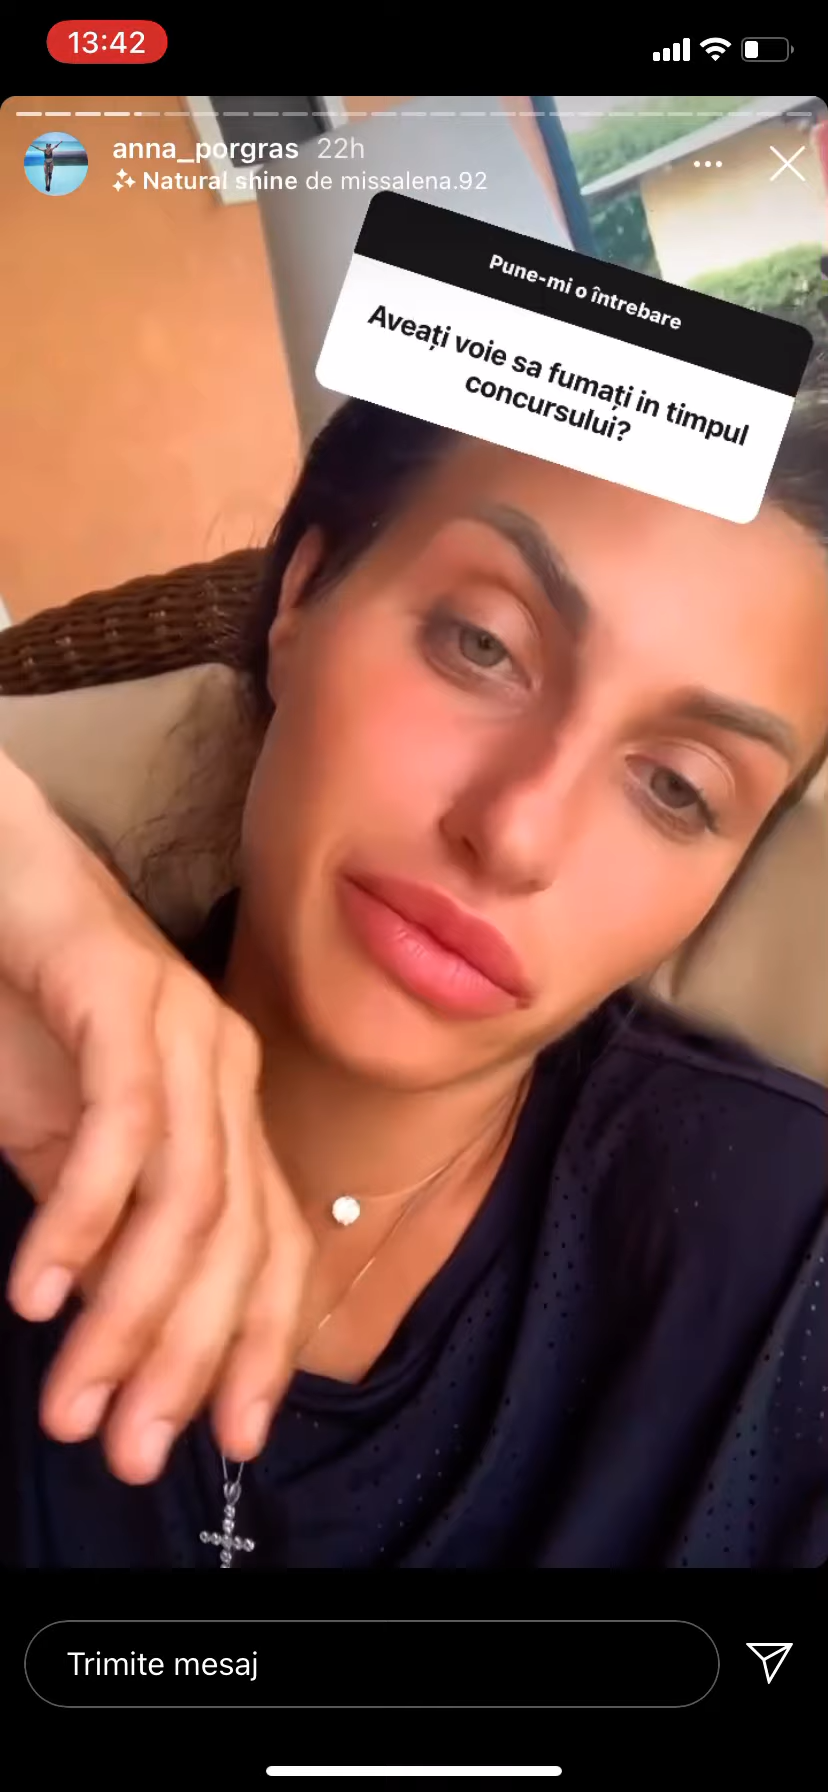 13:42
anna_porgras 22h
Natural shine de missalena.92
Pune-mi o întrebare
Aveați voie sa fumați in timpul
concursului?
Trimite mesaj